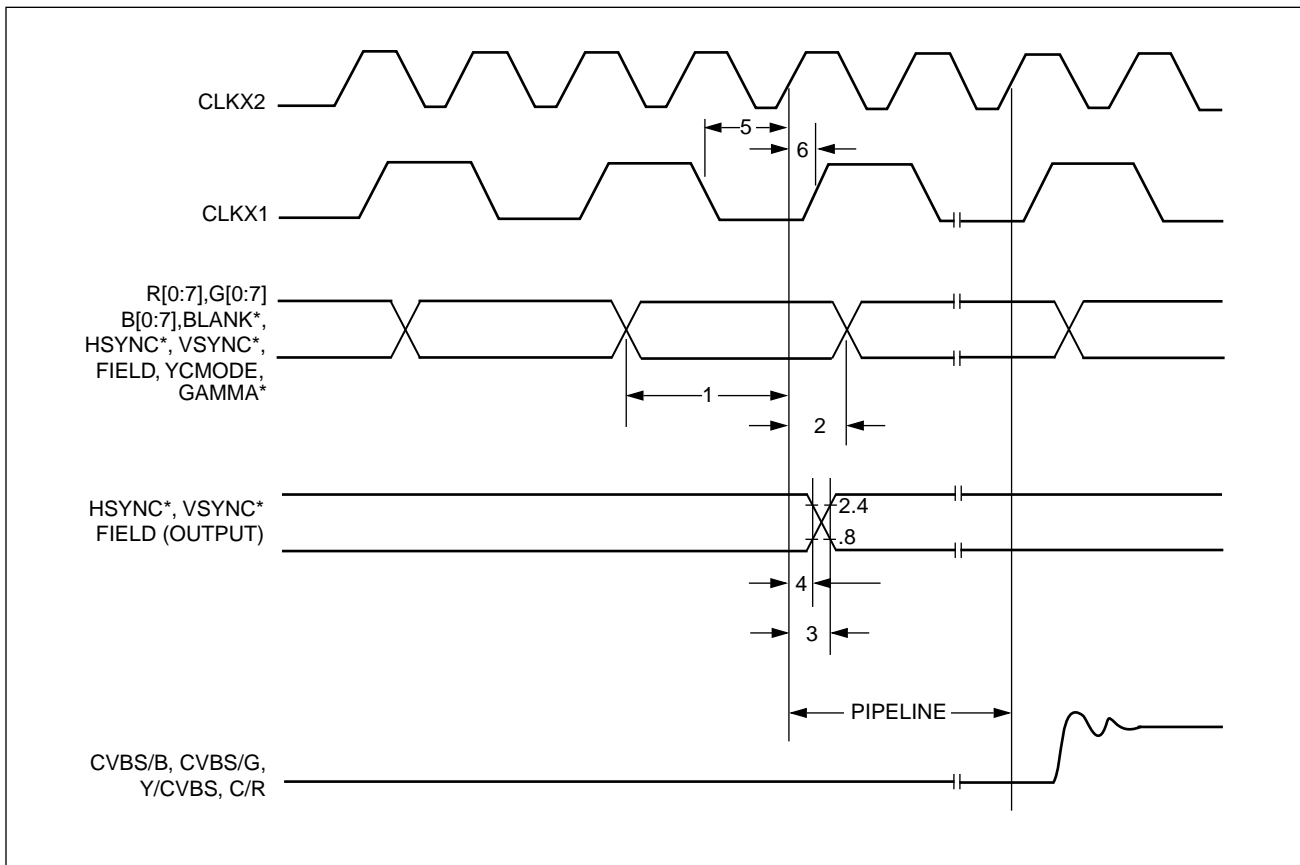 CLKX2
5
6
CLKX1
R[0:7],G[0:7]
B[0:7],BLANK*,
HSYNC*, VSYNC*,
FIELD, YCMODE,
GAMMA*
1
2
HSYNC*, VSYNC*
FIELD (OUTPUT)
2.4
.8
4
3
PIPELINE
CVBS/B, CVBS/G,
Y/CVBS, C/R